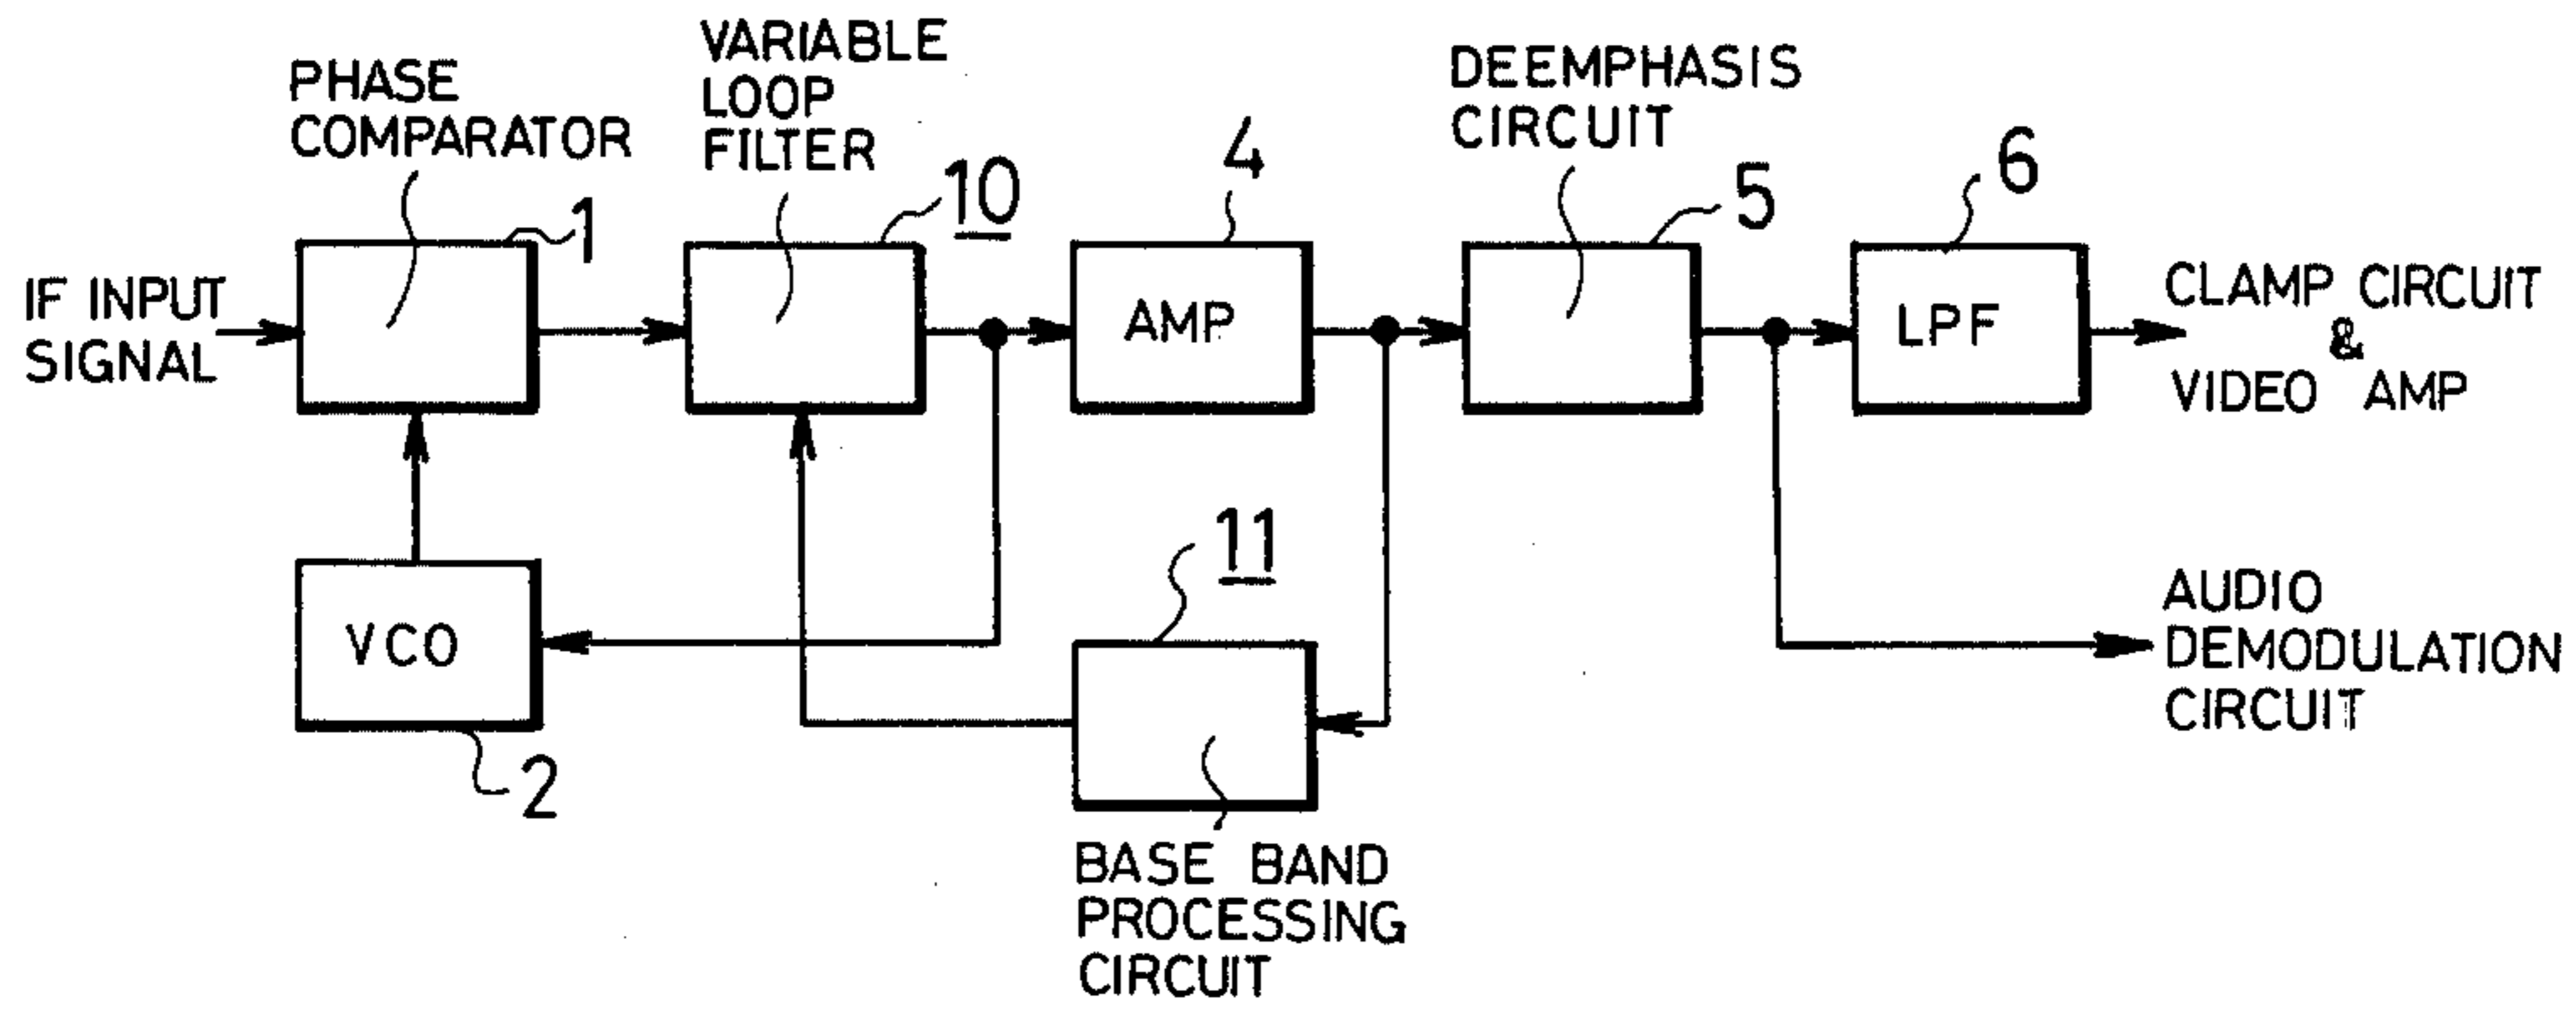 PHASE
COMPARATOR
VARIABLE
LOOP
FILTER
DEEMPHASIS
CIRCUIT
1
10
4
5
6
IF INPUT
SIGNAL
AMP
LPF
CLAMP CIRCUIT
&
VIDEO AMP
VCO
2
11
BASE BAND
PROCESSING
CIRCUIT
AUDIO
DEMODULATION
CIRCUIT